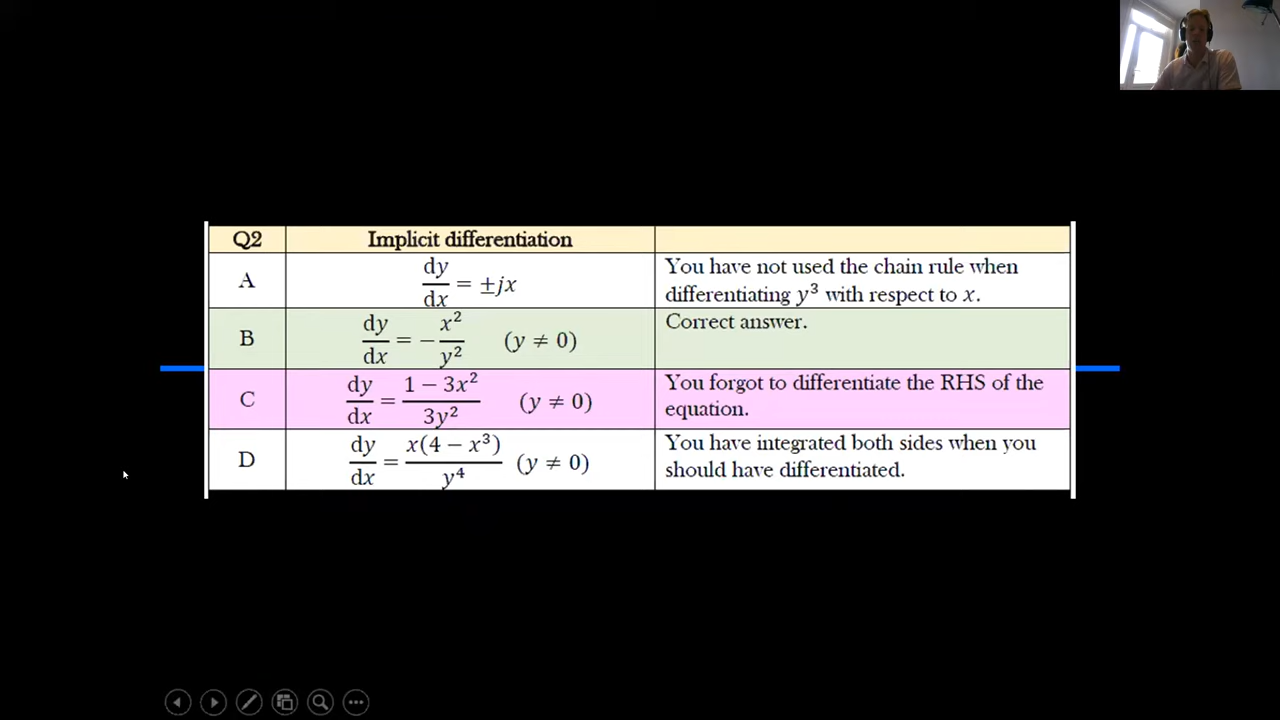 Q2 Implicit differentiation
A dy/dx = ±jx You have not used the chain rule when
differentiating y³ with respect to x.
B dy/dx = −x²/y² (y ≠ 0) Correct answer.
C dy/dx = (1 − 3x²)/3y² (y ≠ 0) You forgot to differentiate the RHS of the
equation.
D dy/dx = x(4 − x³)/y⁴ (y ≠ 0) You have integrated both sides when you
should have differentiated.